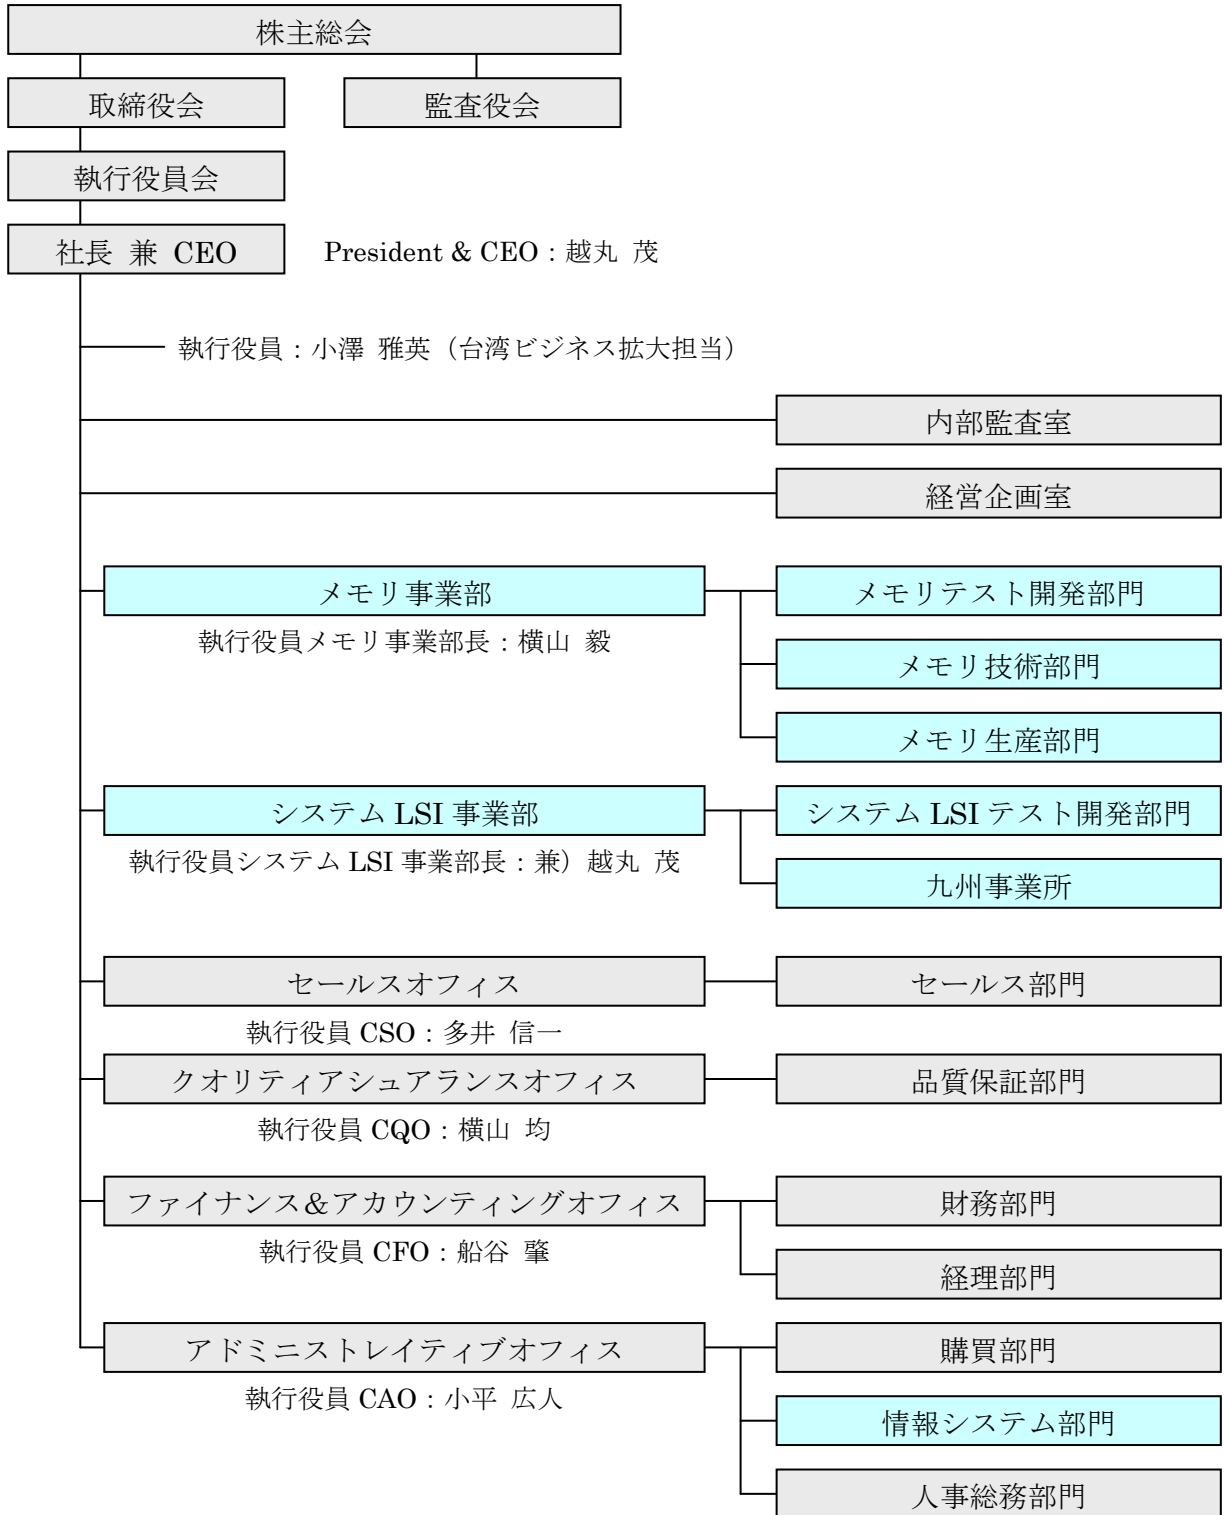 株主総会
取締役会
監査役会
執行役員会
社長 兼 CEO
President & CEO：越丸 茂
執行役員：小澤 雅英（台湾ビジネス拡大担当）
内部監査室
経営企画室
メモリ事業部
メモリテスト開発部門
執行役員メモリ事業部長：横山 毅
メモリ技術部門
メモリ生産部門
システム LSI 事業部
システム LSI テスト開発部門
執行役員システム LSI 事業部長：兼）越丸 茂
九州事業所
セールスオフィス
セールス部門
執行役員 CSO：多井 信一
クオリティアシュアランスオフィス
品質保証部門
執行役員 CQO：横山 均
ファイナンス＆アカウンティングオフィス
財務部門
執行役員 CFO：船谷 肇
経理部門
アドミニストレイティブオフィス
購買部門
執行役員 CAO：小平 広人
情報システム部門
人事総務部門